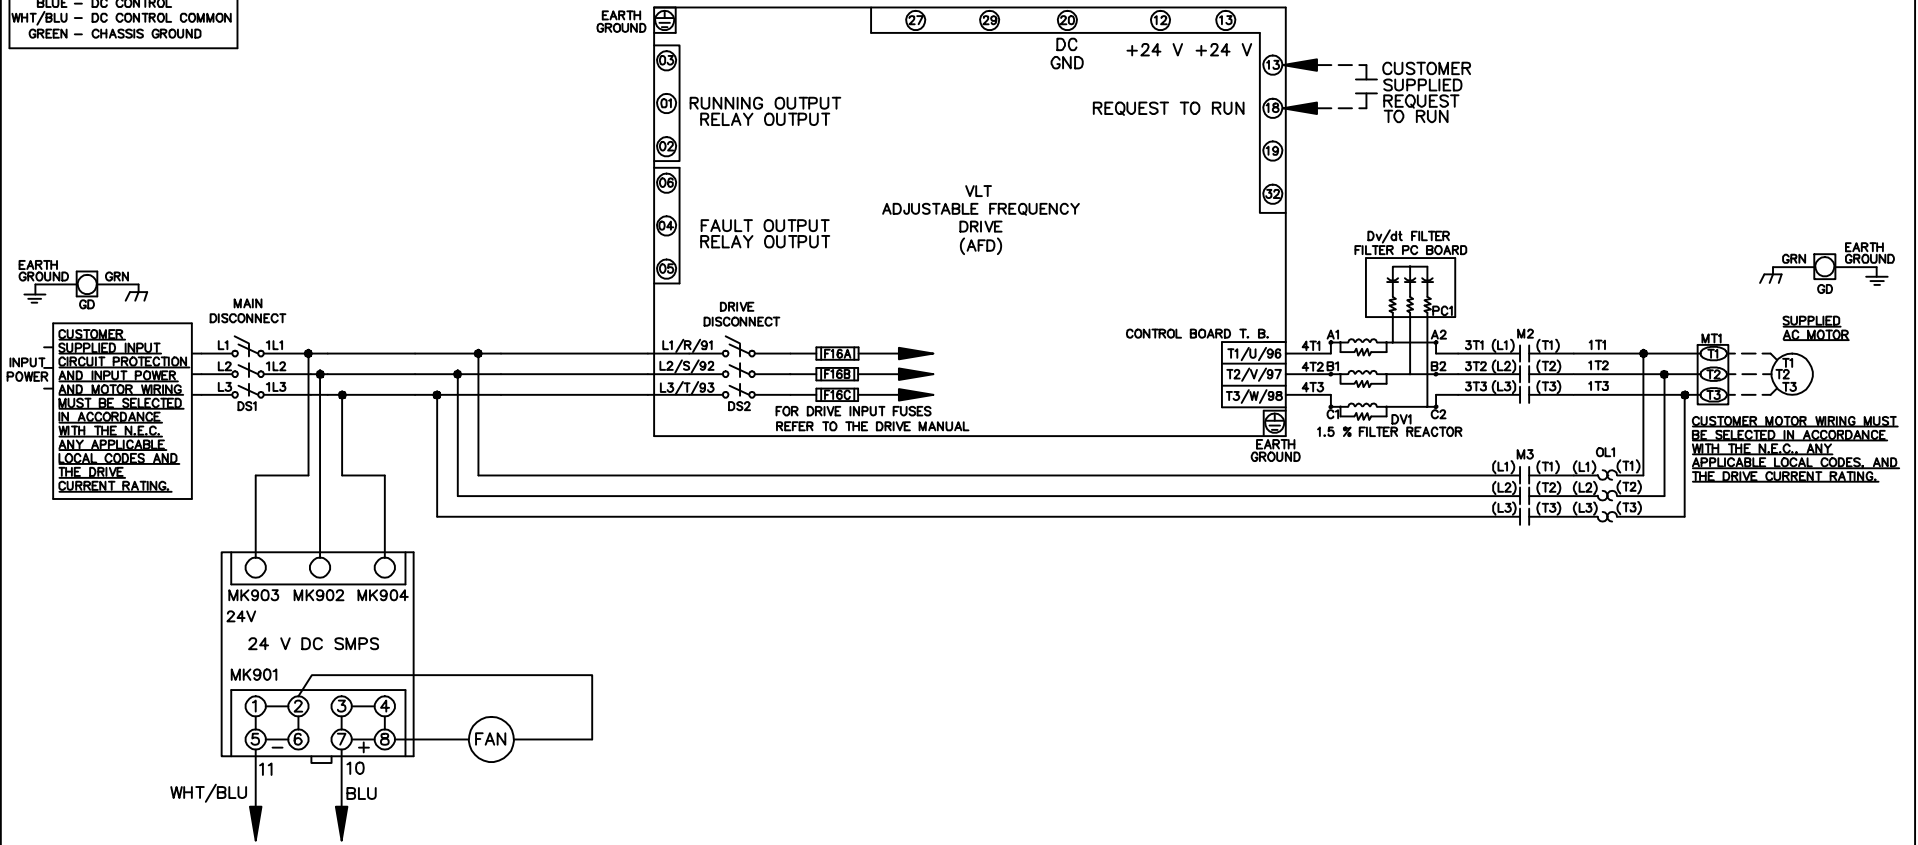 BLUE – DC CONTROL
WHT/BLU – DC CONTROL COMMON
GREEN – CHASSIS GROUND
EARTH
GROUND
27 29 20 12 13
DC
GND
+24 V +24 V
03
01
02
RUNNING OUTPUT
RELAY OUTPUT
06
04
05
FAULT OUTPUT
RELAY OUTPUT
REQUEST TO RUN
13
18
19
32
CUSTOMER
SUPPLIED
REQUEST
TO RUN
VLT
ADJUSTABLE FREQUENCY
DRIVE
(AFD)
EARTH
GROUND
GRN
GD
MAIN
DISCONNECT
INPUT
POWER
CUSTOMER
SUPPLIED INPUT
CIRCUIT PROTECTION
AND INPUT POWER
AND MOTOR WIRING
MUST BE SELECTED
IN ACCORDANCE
WITH THE N.E.C.
ANY APPLICABLE
LOCAL CODES AND
THE DRIVE
CURRENT RATING.
L1 1L1
L2 1L2
L3 1L3
DS1
DRIVE
DISCONNECT
L1/R/91
L2/S/92
L3/T/93
DS2
F16A
F16B
F16C
FOR DRIVE INPUT FUSES
REFER TO THE DRIVE MANUAL
CONTROL BOARD T. B.
T1/U/96
T2/V/97
T3/W/98
EARTH
GROUND
Dv/dt FILTER
FILTER PC BOARD
PC1
4T1 A1 A2
4T2 B1 B2
4T3 C1 C2
DV1
1.5 % FILTER REACTOR
M2
3T1 (L1) (T1) 1T1
3T2 (L2) (T2) 1T2
3T3 (L3) (T3) 1T3
M3 OL1
(L1) (T1) (L1) (T1)
(L2) (T2) (L2) (T2)
(L3) (T3) (L3) (T3)
GRN
EARTH
GROUND
GD
SUPPLIED
AC MOTOR
MT1
T1
T2
T3
T1
T2
T3
CUSTOMER MOTOR WIRING MUST
BE SELECTED IN ACCORDANCE
WITH THE N.E.C., ANY
APPLICABLE LOCAL CODES, AND
THE DRIVE CURRENT RATING.
MK903 MK902 MK904
24V
24 V DC SMPS
MK901
1 2 3 4
5 – 6 7 + 8
FAN
11 10
WHT/BLU BLU